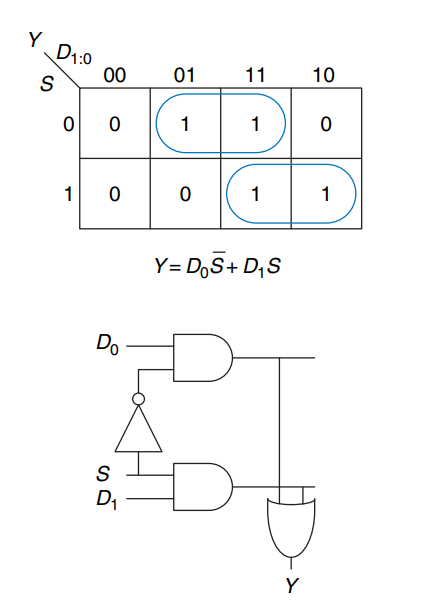 Y D₁:₀
S 00 01 11 10
0 0 1 1 0
1 0 0 1 1
Y = D₀S̅ + D₁S
D₀
S
D₁
Y